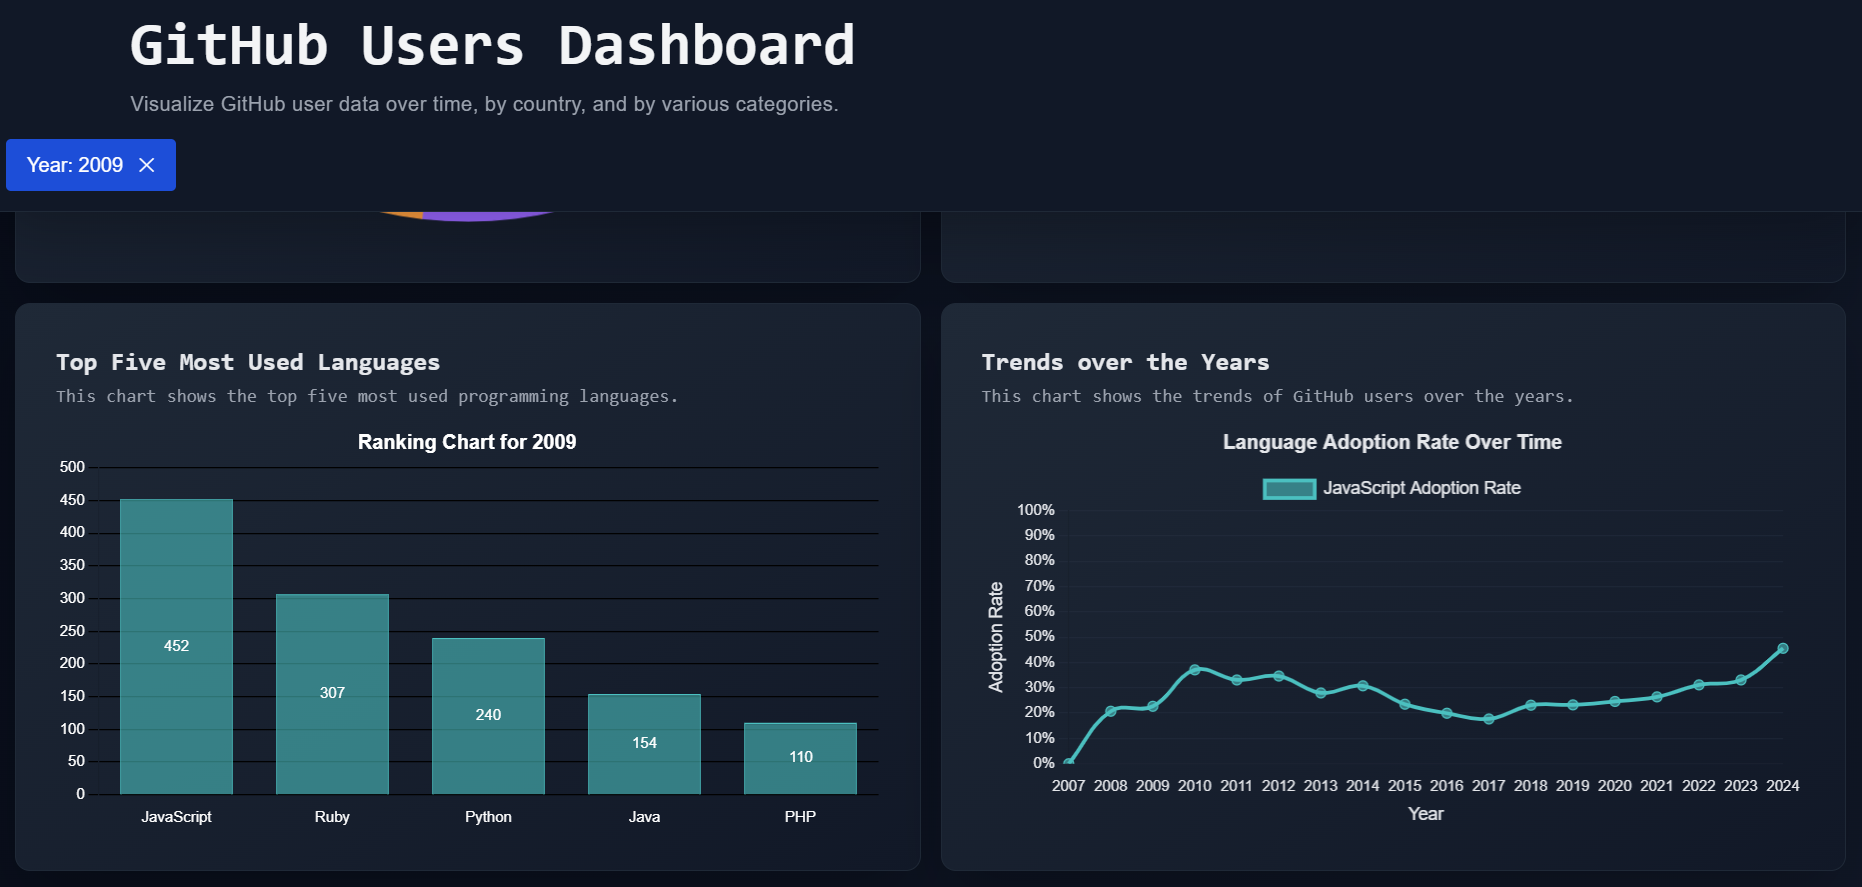 GitHub Users Dashboard
Visualize GitHub user data over time, by country, and by various categories.
Year: 2009
Top Five Most Used Languages
This chart shows the top five most used programming languages.
Ranking Chart for 2009
500
450
400
350
300
250
200
150
100
50
0
452
307
240
154
110
JavaScript
Ruby
Python
Java
PHP
Trends over the Years
This chart shows the trends of GitHub users over the years.
Language Adoption Rate Over Time
JavaScript Adoption Rate
100%
90%
80%
70%
60%
50%
40%
30%
20%
10%
0%
Adoption Rate
2007 2008 2009 2010 2011 2012 2013 2014 2015 2016 2017 2018 2019 2020 2021 2022 2023 2024
Year